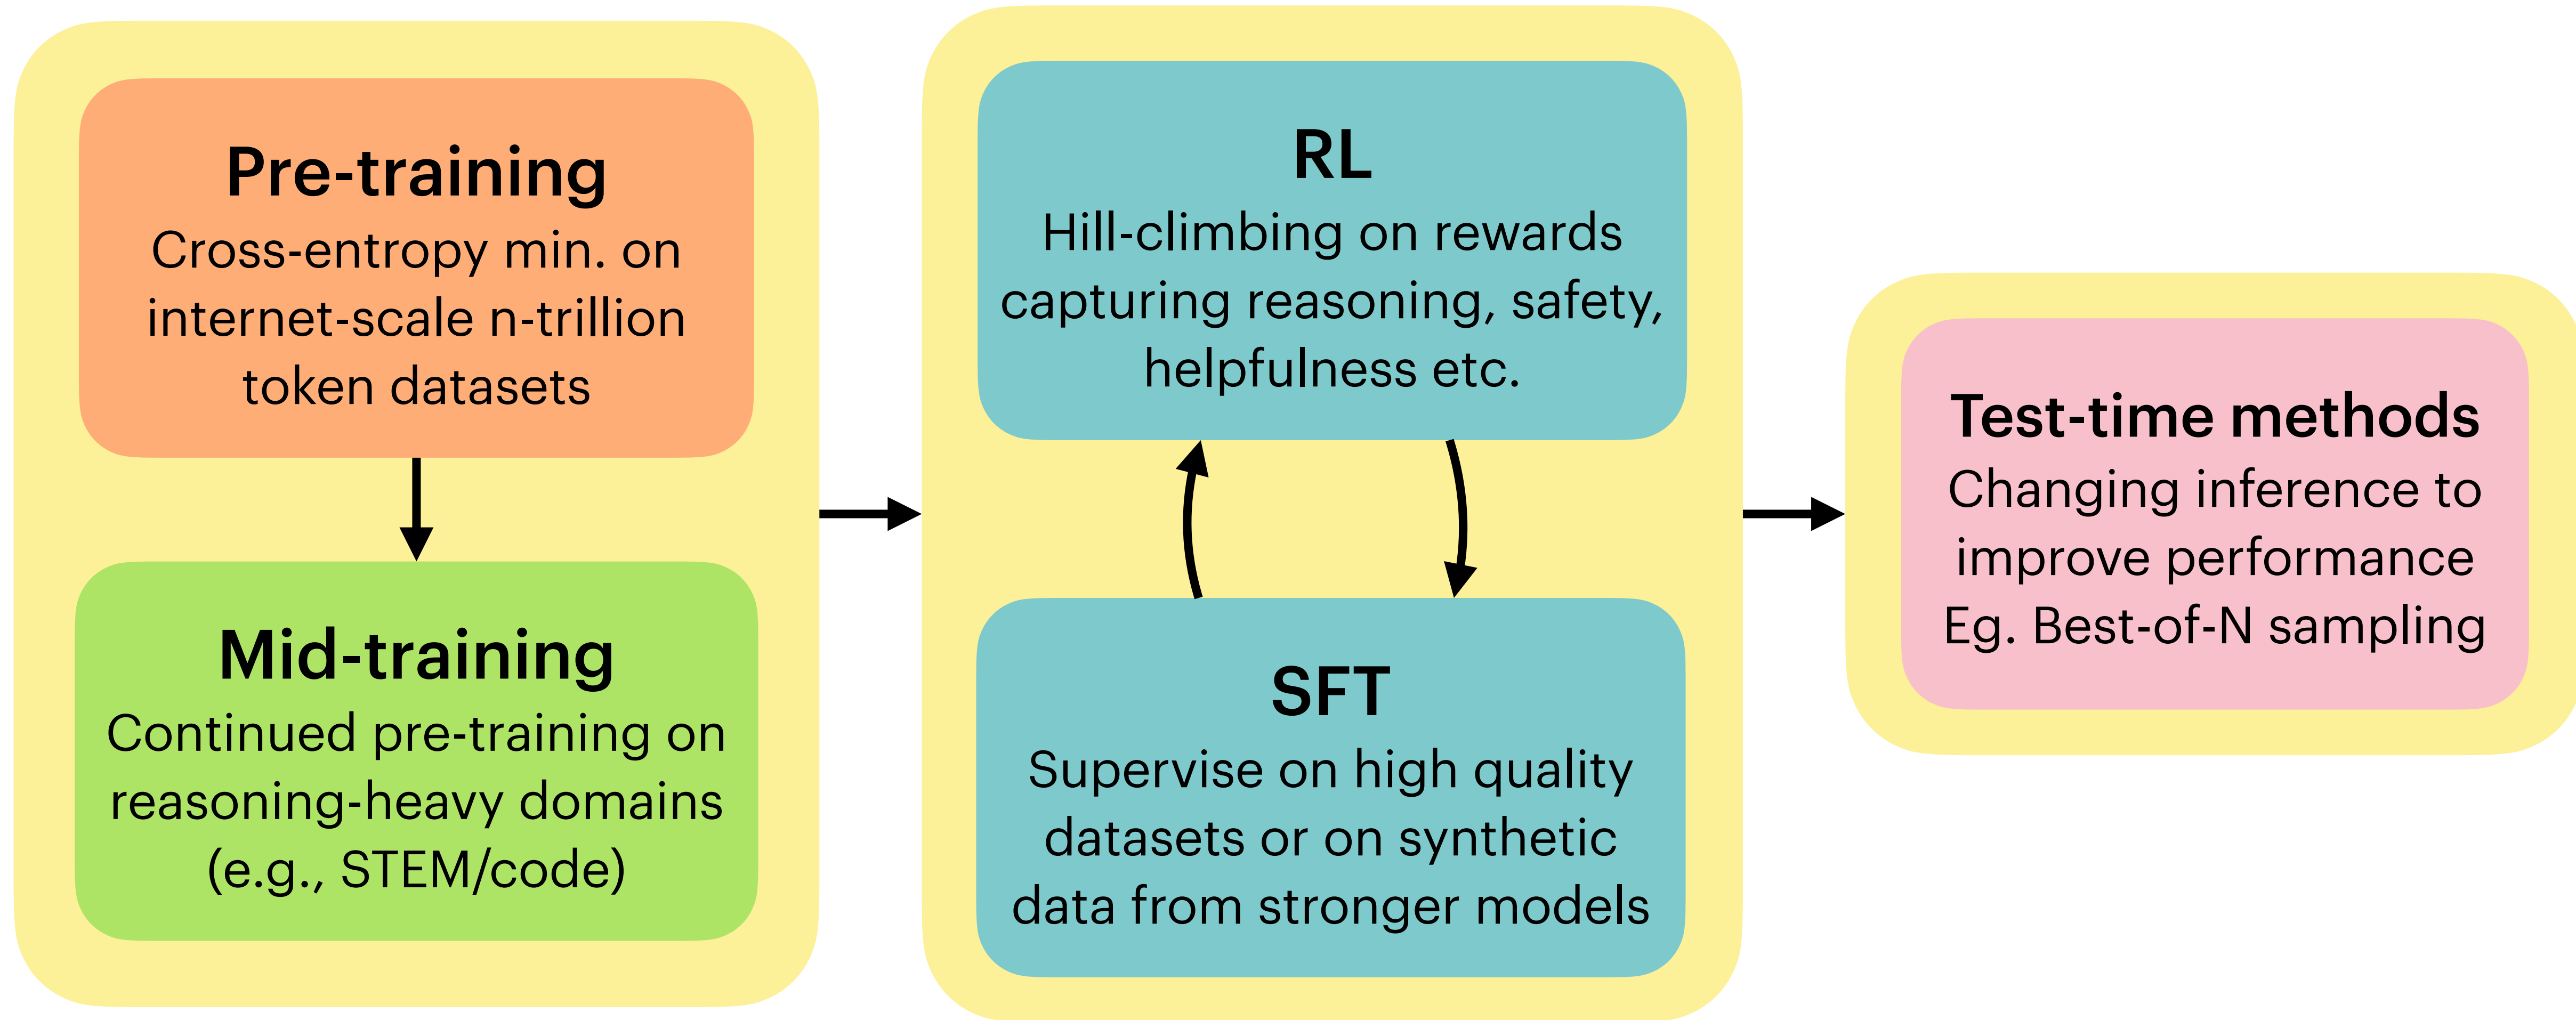 Pre-training
Cross-entropy min. on
internet-scale n-trillion
token datasets
Mid-training
Continued pre-training on
reasoning-heavy domains
(e.g., STEM/code)
RL
Hill-climbing on rewards
capturing reasoning, safety,
helpfulness etc.
SFT
Supervise on high quality
datasets or on synthetic
data from stronger models
Test-time methods
Changing inference to
improve performance
Eg. Best-of-N sampling